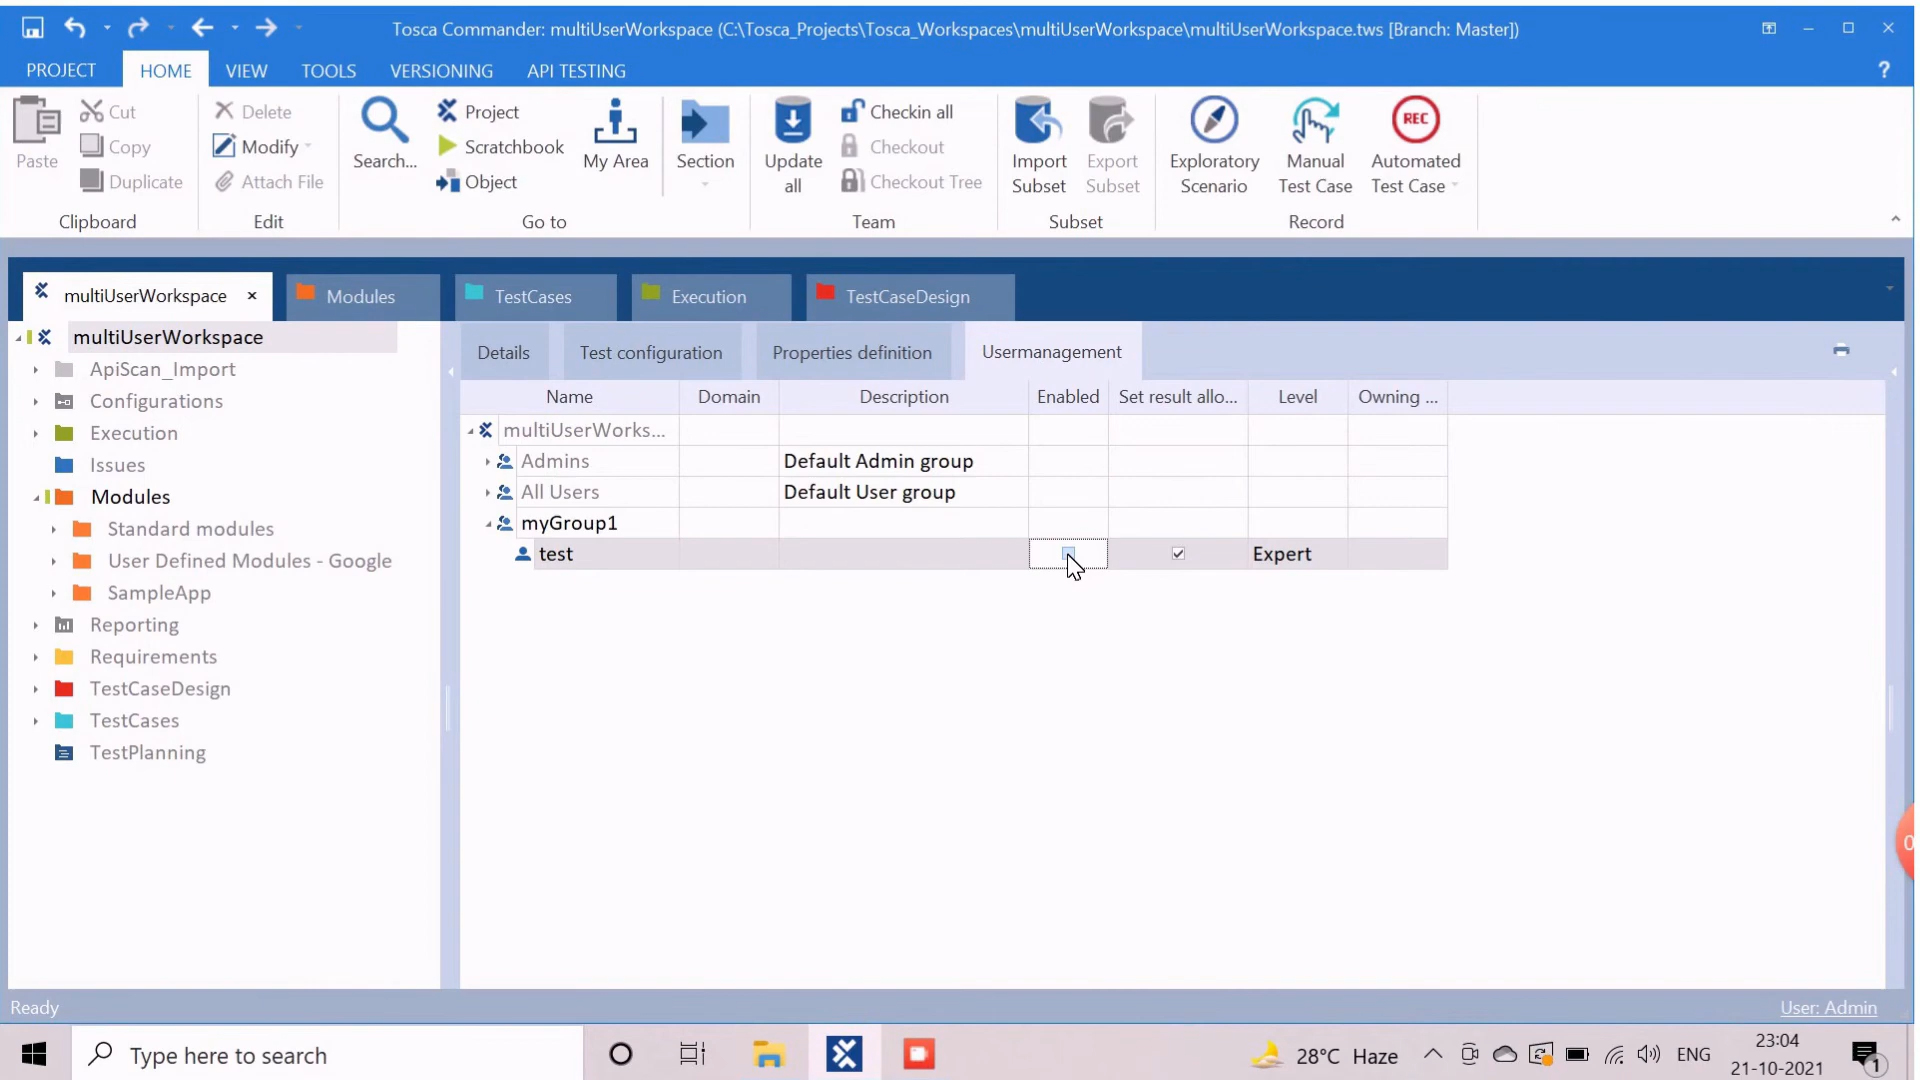 Tosca Commander: multiUserWorkspace (C:\Tosca_Projects\Tosca_Workspaces\multiUserWorkspace\multiUserWorkspace.tws [Branch: Master])
PROJECT HOME VIEW TOOLS VERSIONING API TESTING ?
Paste
Cut
Copy
Duplicate
Clipboard
Delete
Modify
Attach File
Edit
Search...
Project
Scratchbook
Object
My Area
Section
Go to
Update all
Checkin all
Checkout
Checkout Tree
Team
Import Subset
Export Subset
Subset
Exploratory Scenario
Manual Test Case
REC
Automated Test Case
Record
multiUserWorkspace × Modules TestCases Execution TestCaseDesign
multiUserWorkspace
ApiScan_Import
Configurations
Execution
Issues
Modules
Standard modules
User Defined Modules - Google
SampleApp
Reporting
Requirements
TestCaseDesign
TestCases
TestPlanning
Details Test configuration Properties definition Usermanagement
Name Domain Description Enabled Set result allo... Level Owning ...
multiUserWorks...
Admins Default Admin group
All Users Default User group
myGroup1
test Expert
Ready User: Admin
Type here to search 28°C Haze ENG 23:04
21-10-2021
1